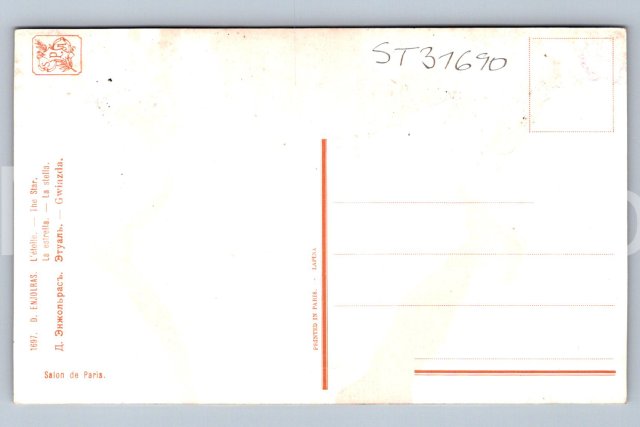 ST31690
1697. D. ENJOLRAS. L'étoile. — The Star.
La estrella. — La stella.
Д. Энжольрасъ. Этуаль. — Gwiazda.
Salon de Paris.
PRINTED IN PARIS. - LAPINA